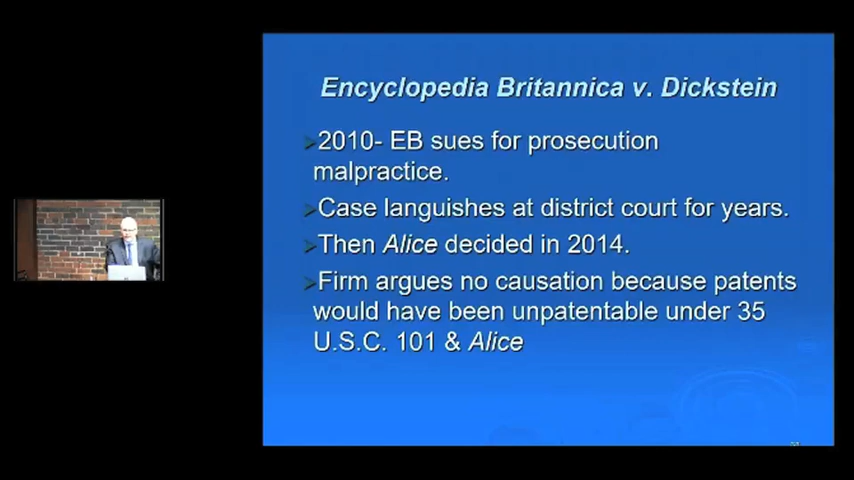 Encyclopedia Britannica v. Dickstein
➢2010- EB sues for prosecution
malpractice.
➢Case languishes at district court for years.
➢Then Alice decided in 2014.
➢Firm argues no causation because patents
would have been unpatentable under 35
U.S.C. 101 & Alice